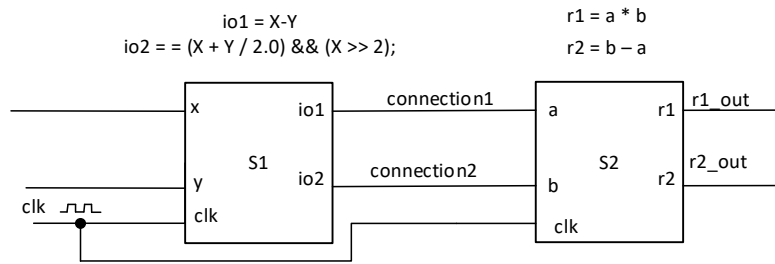 io1 = X-Y
io2 = = (X + Y / 2.0) && (X >> 2);
r1 = a * b
r2 = b – a
x
io1
connection1
a
r1
r1_out
S1
S2
y
io2
connection2
b
r2
r2_out
clk
clk
clk